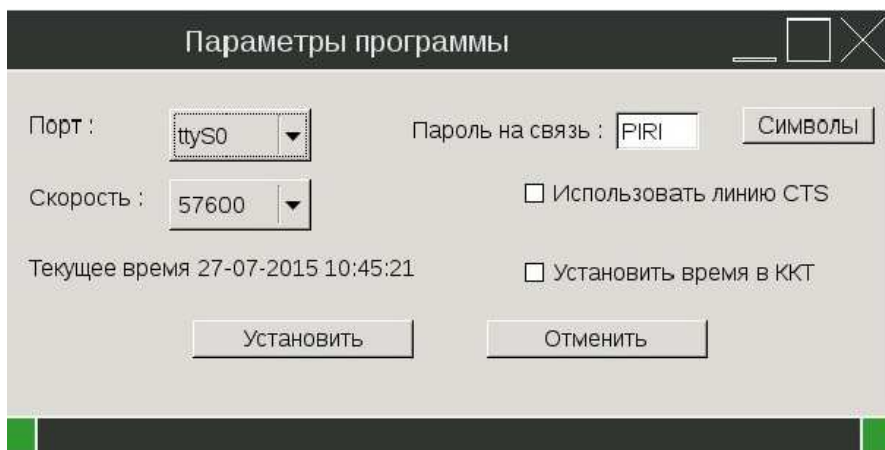 Параметры программы
Порт : ttyS0 Пароль на связь : PIRI Символы
Скорость : 57600 Использовать линию CTS
Текущее время 27-07-2015 10:45:21 Установить время в ККТ
Установить Отменить